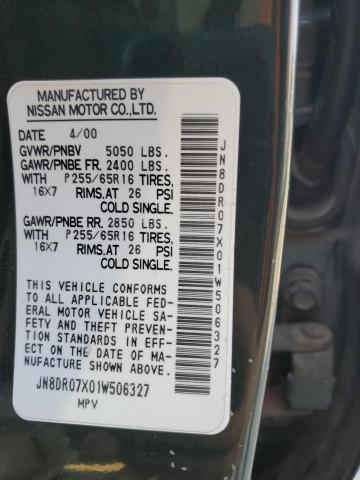 MANUFACTURED BY
NISSAN MOTOR CO., LTD.
DATE 4/00
GVWR/PNBV 5050 LBS.
GAWR/PNBE FR. 2400 LBS.
WITH P255/65R16 TIRES,
16X7 RIMS, AT 26 PSI
COLD SINGLE.
GAWR/PNBE RR. 2850 LBS.
WITH P255/65R16 TIRES,
16X7 RIMS, AT 26 PSI
COLD SINGLE.
THIS VEHICLE CONFORMS
TO ALL APPLICABLE FED-
ERAL MOTOR VEHICLE SA-
FETY AND THEFT PREVEN-
TION STANDARDS IN EFF-
ECT ON THE DATE OF MA-
NUFACTURE SHOWN ABOVE.
JN8DR07X01W506327
MPV
JN8DR07X01W506327